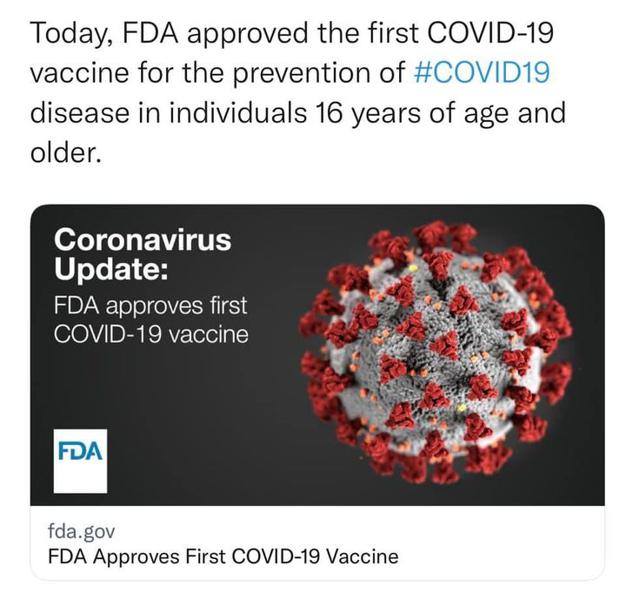 Today, FDA approved the first COVID-19
vaccine for the prevention of #COVID19
disease in individuals 16 years of age and
older.
Coronavirus
Update:
FDA approves first
COVID-19 vaccine
FDA
fda.gov
FDA Approves First COVID-19 Vaccine